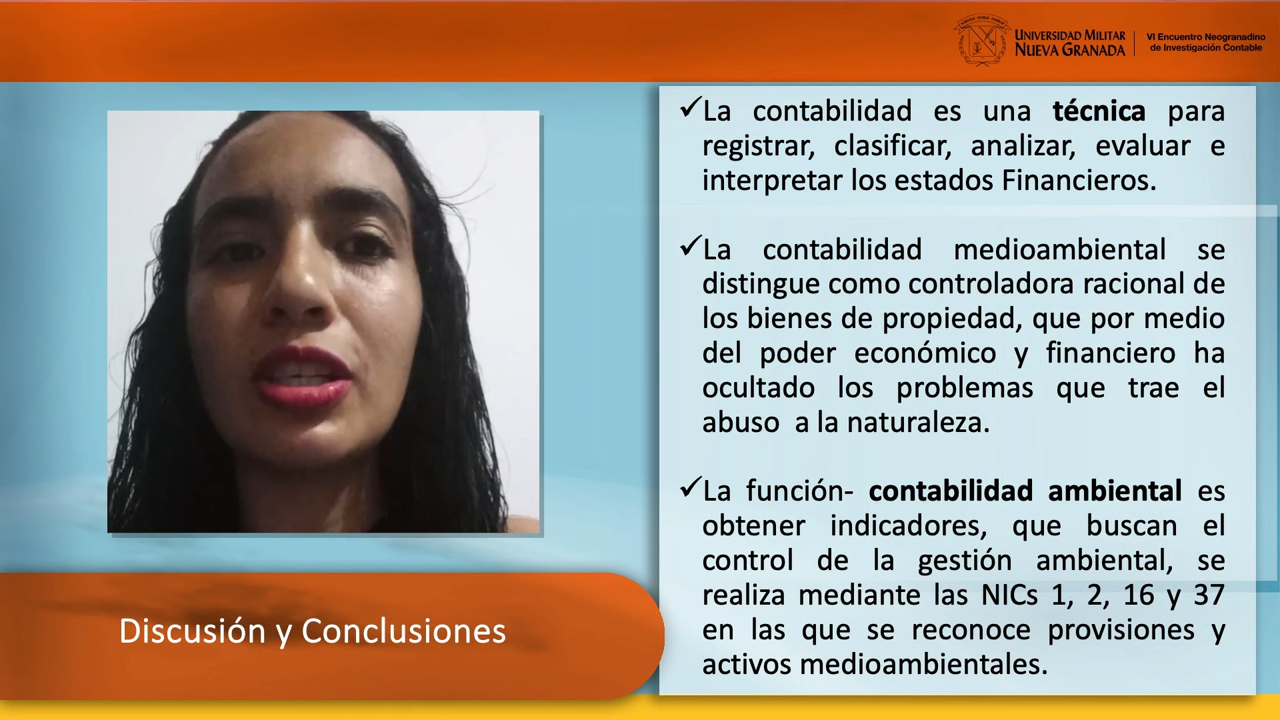 UNIVERSIDAD MILITAR
NUEVA GRANADA
VI Encuentro Neogranadino
de Investigación Contable
✓La contabilidad es una técnica para
registrar, clasificar, analizar, evaluar e
interpretar los estados Financieros.
✓La contabilidad medioambiental se
distingue como controladora racional de
los bienes de propiedad, que por medio
del poder económico y financiero ha
ocultado los problemas que trae el
abuso a la naturaleza.
✓La función- contabilidad ambiental es
obtener indicadores, que buscan el
control de la gestión ambiental, se
realiza mediante las NICs 1, 2, 16 y 37
en las que se reconoce provisiones y
activos medioambientales.
Discusión y Conclusiones